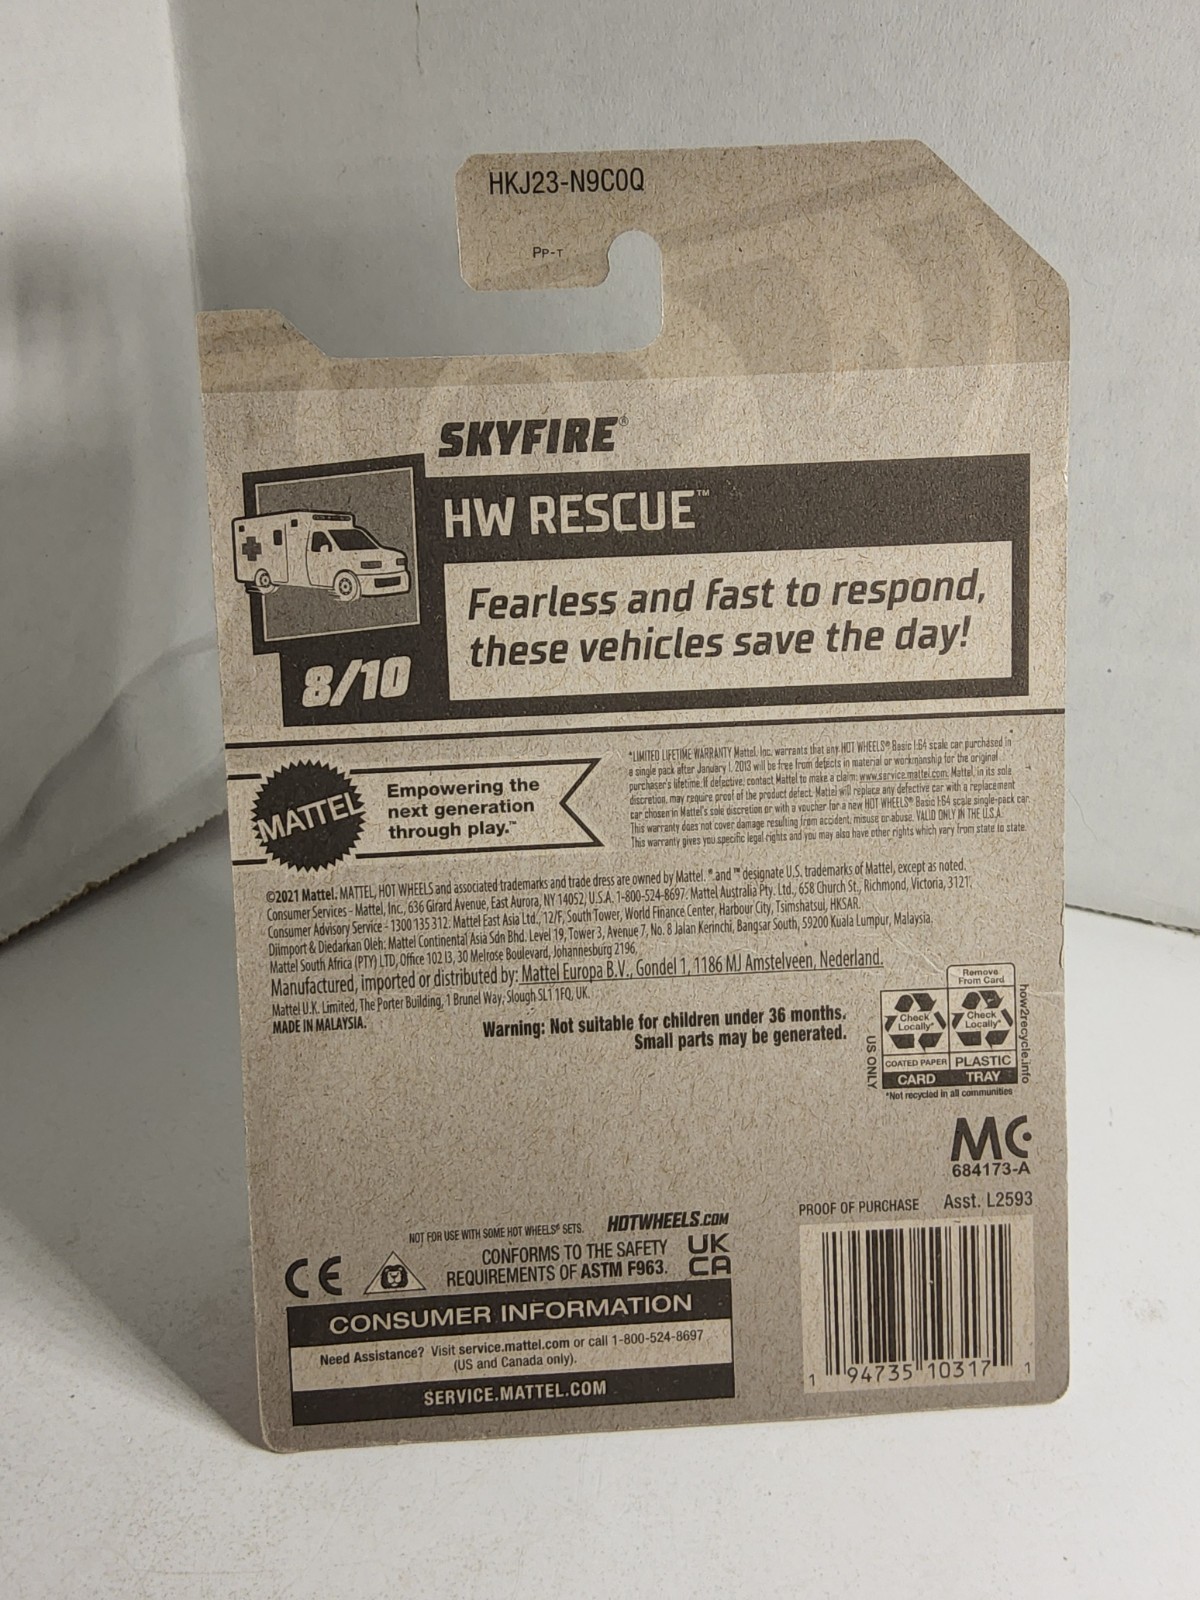 HKJ23-N9C0Q
PP-T
SKYFIRE®
HW RESCUE™
Fearless and fast to respond,
these vehicles save the day!
8/10
MATTEL
Empowering the
next generation
through play.™
*LIMITED LIFETIME WARRANTY Mattel, Inc. warrants that any HOT WHEELS® Basic 1:64 scale car purchased in
a single pack after January 1, 2013 will be free from defects in material or workmanship for the original
purchaser's lifetime. If defective, contact Mattel to make a claim: www.service.mattel.com. Mattel, in its sole
discretion, may require proof of the product defect. Mattel will replace any defective car with a replacement
car chosen in Mattel's sole discretion or with a voucher for a new HOT WHEELS® Basic 1:64 scale single-pack car.
This warranty does not cover damage resulting from accident, misuse or abuse. VALID ONLY IN THE U.S.A.
This warranty gives you specific legal rights and you may also have other rights which vary from state to state.
©2021 Mattel. MATTEL, HOT WHEELS and associated trademarks and trade dress are owned by Mattel. ® and ™ designate U.S. trademarks of Mattel, except as noted.
Consumer Services - Mattel, Inc., 636 Girard Avenue, East Aurora, NY 14052, U.S.A. 1-800-524-8697. Mattel Australia Pty. Ltd., 658 Church St., Richmond, Victoria, 3121.
Consumer Advisory Service - 1300 135 312. Mattel East Asia Ltd., 12/F, South Tower, World Finance Center, Harbour City, Tsimshatsui, HKSAR.
Diimport & Diedarkan Oleh: Mattel Continental Asia Sdn Bhd. Level 19, Tower 3, Avenue 7, No. 8 Jalan Kerinchi, Bangsar South, 59200 Kuala Lumpur, Malaysia.
Mattel South Africa (PTY) LTD, Office 102 I3, 30 Melrose Boulevard, Johannesburg 2196.
Manufactured, imported or distributed by: Mattel Europa B.V., Gondel 1, 1186 MJ Amstelveen, Nederland.
Mattel U.K. Limited, The Porter Building, 1 Brunel Way, Slough SL1 1FQ, UK.
MADE IN MALAYSIA.
Warning: Not suitable for children under 36 months.
Small parts may be generated.
US ONLY
Remove
From Card
Check
Locally*
Check
Locally*
COATED PAPER
PLASTIC
CARD
TRAY
*Not recycled in all communities
how2recycle.info
MC
684173-A
PROOF OF PURCHASE
Asst. L2593
NOT FOR USE WITH SOME HOT WHEELS® SETS.
HOTWHEELS.COM
CE
CONFORMS TO THE SAFETY
REQUIREMENTS OF ASTM F963.
UK
CA
CONSUMER INFORMATION
Need Assistance? Visit service.mattel.com or call 1-800-524-8697
(US and Canada only).
SERVICE.MATTEL.COM
1 94735 10317 1